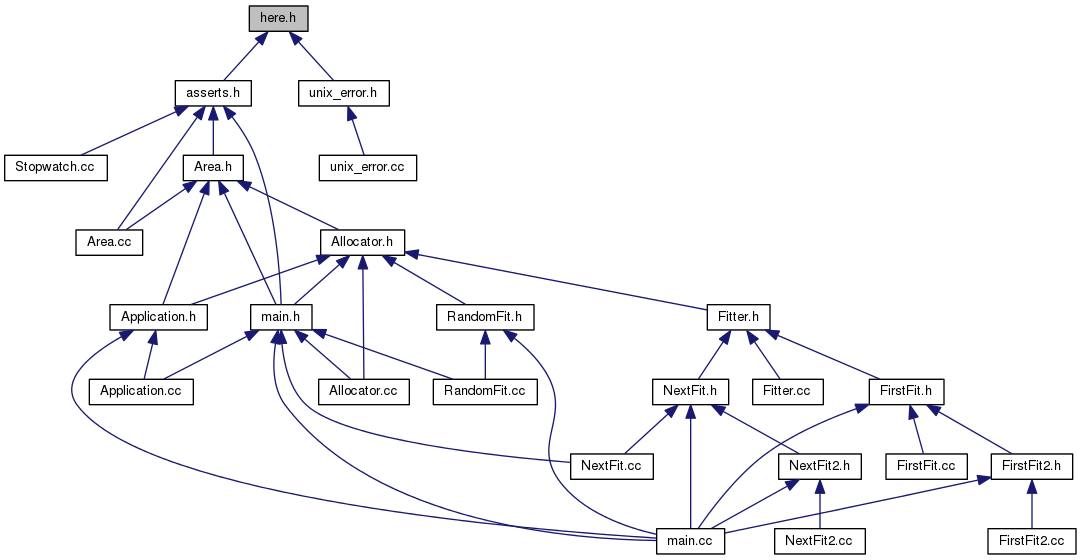 here.h
asserts.h
unix_error.h
Stopwatch.cc
Area.h
unix_error.cc
Area.cc
Allocator.h
Application.h
main.h
RandomFit.h
Fitter.h
Application.cc
Allocator.cc
RandomFit.cc
NextFit.h
Fitter.cc
FirstFit.h
NextFit.cc
NextFit2.h
FirstFit.cc
FirstFit2.h
main.cc
NextFit2.cc
FirstFit2.cc